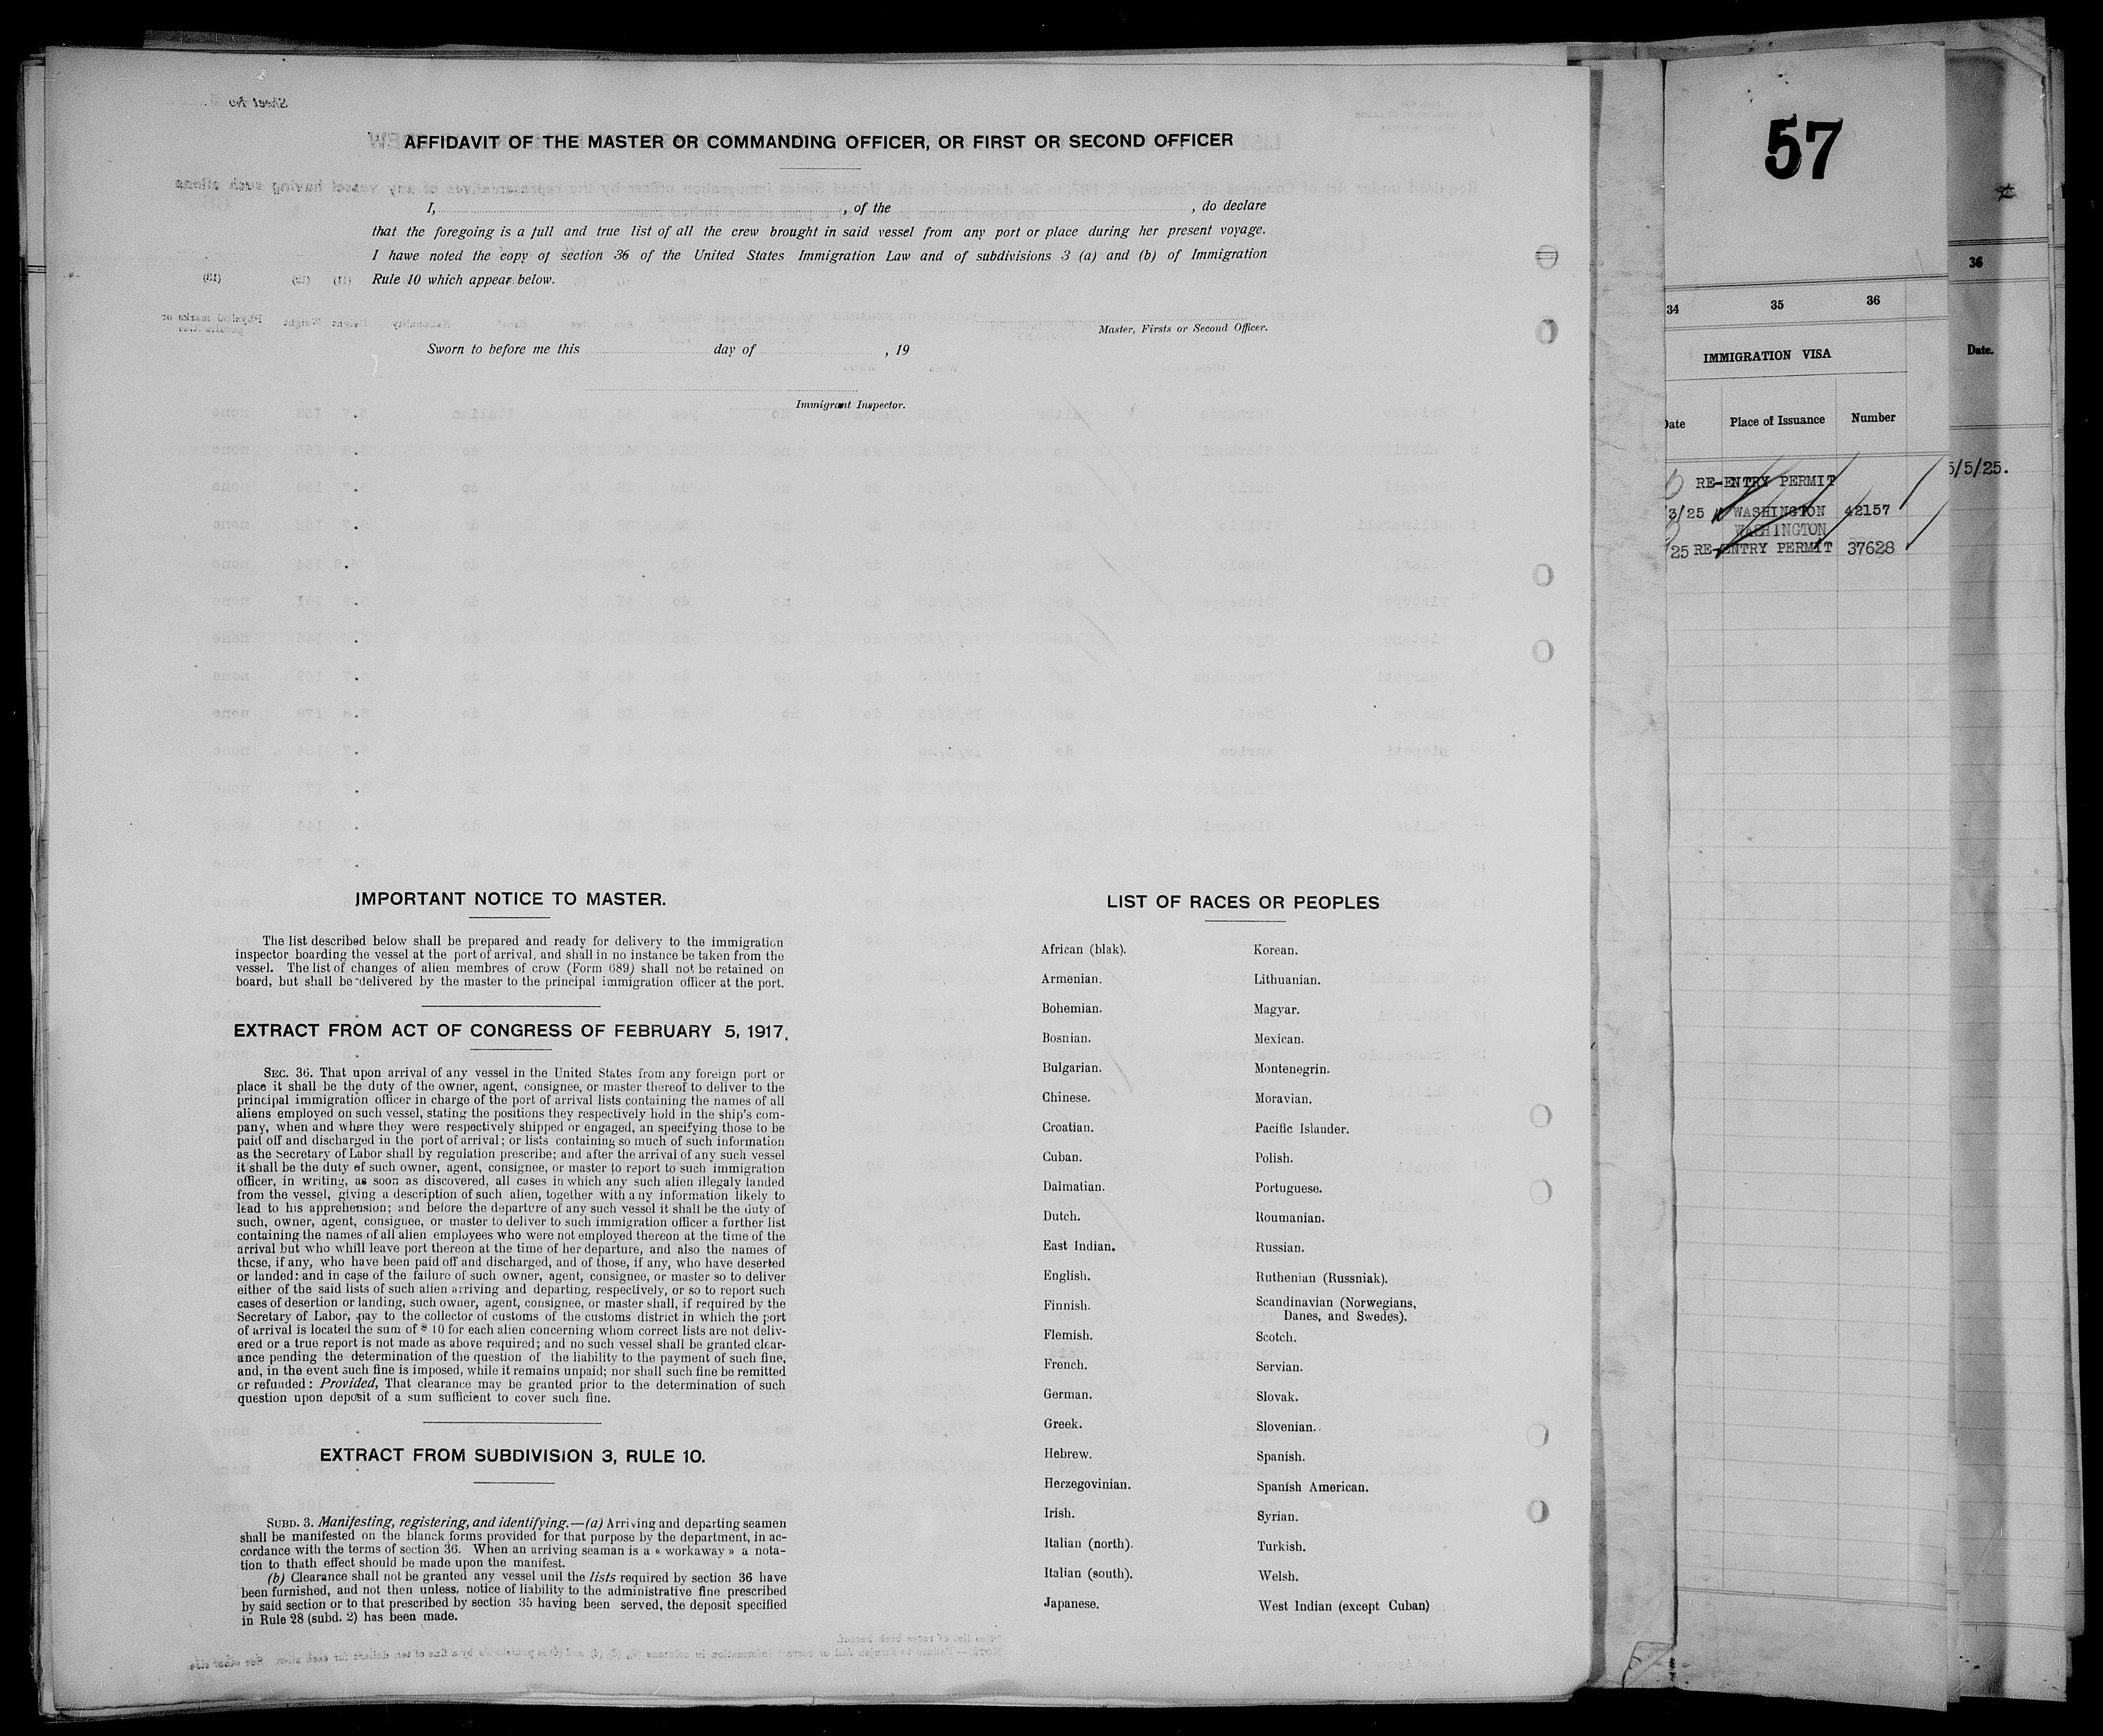 AFFIDAVIT OF THE MASTER OR COMMANDING OFFICER, OR FIRST OR SECOND OFFICER
I, , of the , do declare
that the foregoing is a full and true list of all the crew brought in said vessel from any port or place during her present voyage.
I hawe noted the copy of section 36 of the United States Immigration Law and of subdivisions 3 (a) and (b) of Immigration
Rule 10 which appear below.
Master, Firsts or Second Officer.
Sworn to before me this day of , 19
Immigrant Inspector.
IMPORTANT NOTICE TO MASTER.
The list described below shall be prepared and ready for delivery to the immigration
inspector boarding the vessel at the port of arrival, and shall in no instance be taken from the
vessel. The list of changes of alien membres of crow (Form 689) shall not be retained on
board, but shall be delivered by the master to the principal immigration officer at the port.
EXTRACT FROM ACT OF CONGRESS OF FEBRUARY 5, 1917.
SEC. 36. That upon arrival of any vessel in the United States from any foreign port or
place it shall be the duty of the owner, agent, consignee, or master thereof to deliver to the
principal immigration officer in charge of the port of arrival lists containing the names of all
aliens employed on such vessel, stating the positions they respectively hold in the ship's com-
pany, when and where they were respectively shipped or engaged, an specifying those to be
paid off and discharged in the port of arrival; or lists containing so much of such information
as the Secretary of Labor shall by regulation prescribe; and after the arrival of any such vessel
it shall be the duty of such owner, agent, consignee, or master to report to such immigration
officer, in writing, as soon as discovered, all cases in which any such alien illegaly landed
from the vessel, giving a description of such alien, together with any information likely to
lead to his apprehension; and before the departure of any such vessel it shall be the duty of
such, owner, agent, consignee, or master to deliver to such immigration officer a further list
containing the names of all alien employees who were not employed thereon at the time of the
arrival but who whill leave port thereon at the time of her departure, and also the names of
these, if any, who have been paid off and discharged, and of those, if any, who have deserted
or landed: and in case of the failure of such owner, agent, consignee, or master so to deliver
either of the said lists of such alien arriving and departing, respectively, or so to report such
cases of desertion or landing, such owner, agent, consignee, or master shall, if required by the
Secretary of Labor, pay to the collector of customs of the customs district in which the port
of arrival is located the sum of $ 10 for each alien concerning whom correct lists are not deliv-
ered or a true report is not made as above required; and no such vessel shall be granted clear-
ance pending the determination of the question of the liability to the payment of such fine,
and, in the event such fine is imposed, while it remains unpaid; nor shall such fine be remitted
or refunded: Provided, That clearance may be granted prior to the determination of such
question upon deposit of a sum sufficient to cover such fine.
EXTRACT FROM SUBDIVISION 3, RULE 10.
SUBD. 3. Manifesting, registering, and identifying.—(a) Arriving and departing seamen
shall be manifested on the blanck forms provided for that purpose by the department, in ac-
cordance with the terms of section 36. When an arriving seaman is a « workaway » a nota-
tion to thath effect should be made upon the manifest.
(b) Clearance shall not be granted any vessel unil the lists required by section 36 have
been furnished, and not then unless, notice of liability to the administrative fine prescribed
by said section or to that prescribed by section 35 having been served, the deposit specified
in Rule 28 (subd. 2) has been made.
LIST OF RACES OR PEOPLES
African (blak).
Armenian.
Bohemian.
Bosnian.
Bulgarian.
Chinese.
Croatian.
Cuban.
Dalmatian.
Dutch.
East Indian.
English.
Finnish.
Flemish.
French.
German.
Greek.
Hebrew.
Herzegovinian.
Irish.
Italian (north).
Italian (south).
Japanese.
Korean.
Lithuanian.
Magyar.
Mexican.
Montenegrin.
Moravian.
Pacific Islander.
Polish.
Portuguese.
Roumanian.
Russian.
Ruthenian (Russniak).
Scandinavian (Norwegians,
Danes, and Swedes).
Scotch.
Servian.
Slovak.
Slovenian.
Spanish.
Spanish American.
Syrian.
Turkish.
Welsh.
West Indian (except Cuban)
57
34 35 36
IMMIGRATION VISA
Date Place of Issuance Number
RE-ENTRY PERMIT
3/25 WASHINGTON 42157
WASHINGTON
25 RE-ENTRY PERMIT 37628
36
Date.
5/5/25.